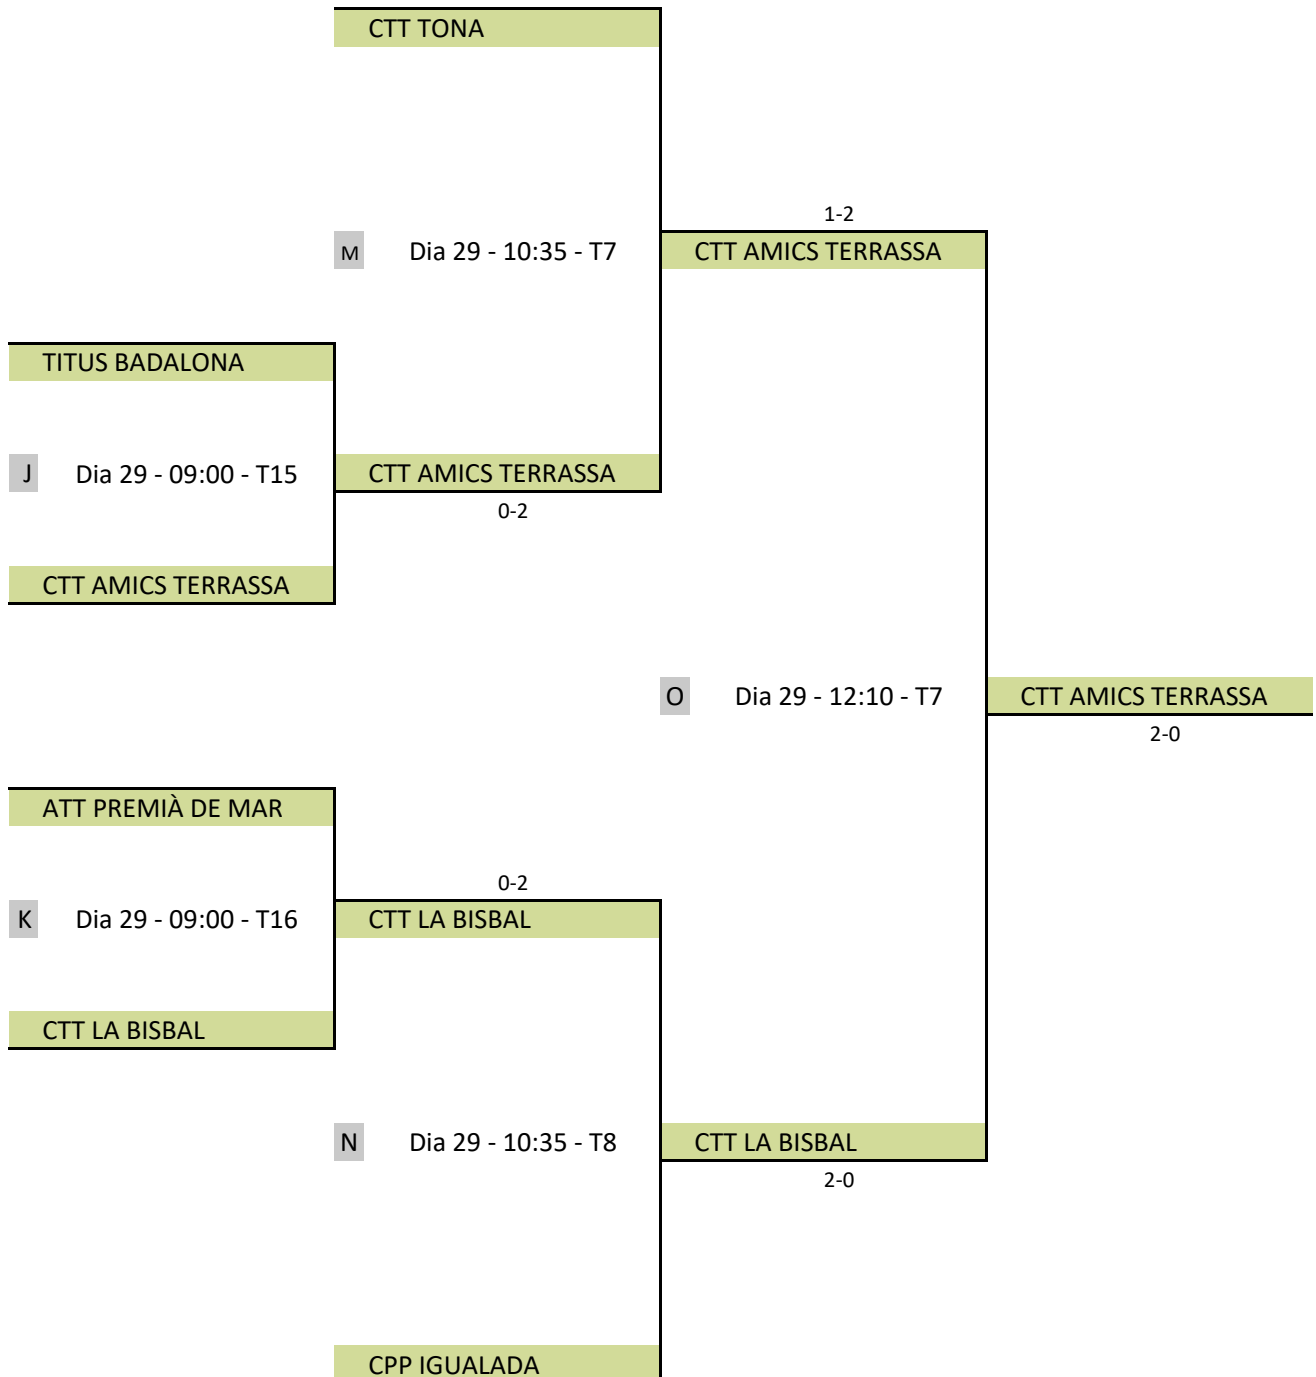 CTT TONA
1-2
M Dia 29 - 10:35 - T7 CTT AMICS TERRASSA
TITUS BADALONA
J Dia 29 - 09:00 - T15 CTT AMICS TERRASSA
0-2
CTT AMICS TERRASSA
O Dia 29 - 12:10 - T7 CTT AMICS TERRASSA
2-0
ATT PREMIÀ DE MAR
0-2
K Dia 29 - 09:00 - T16 CTT LA BISBAL
CTT LA BISBAL
N Dia 29 - 10:35 - T8 CTT LA BISBAL
2-0
CPP IGUALADA